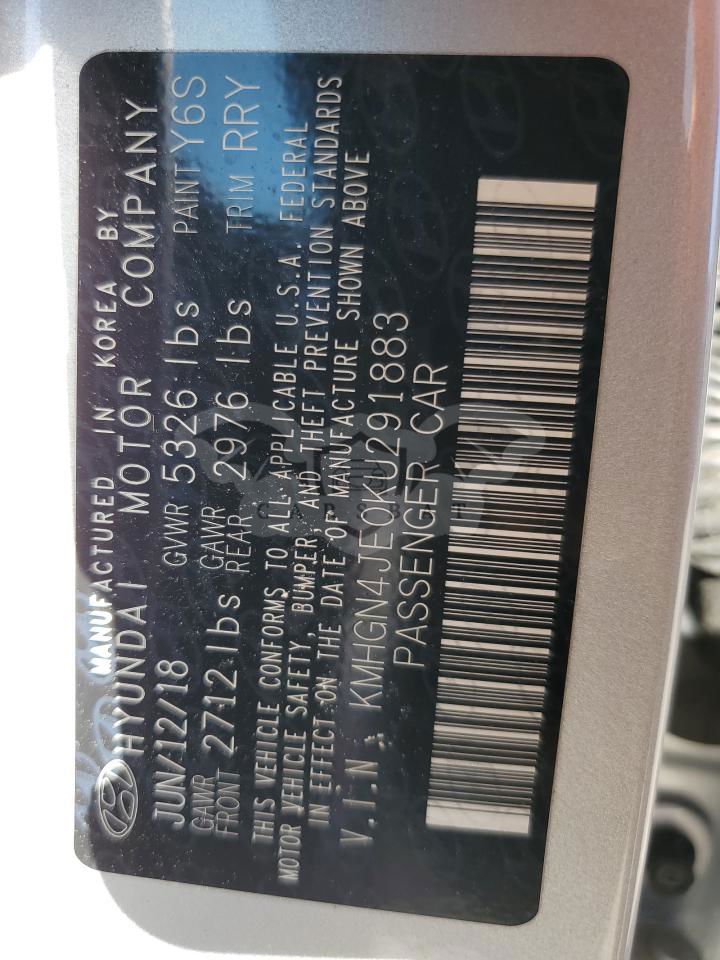 MANUFACTURED IN KOREA BY
HYUNDAI MOTOR COMPANY
JUN/12/18 GVWR 5326 lbs PAINT Y6S
GAWR FRONT 2712 lbs GAWR REAR 2976 lbs TRIM RRY
THIS VEHICLE CONFORMS TO ALL APPLICABLE U.S.A. FEDERAL
MOTOR VEHICLE SAFETY, BUMPER, AND THEFT PREVENTION STANDARDS
IN EFFECT ON THE DATE OF MANUFACTURE SHOWN ABOVE
V.I.N : KMHGN4JE0KU291883
PASSENGER CAR